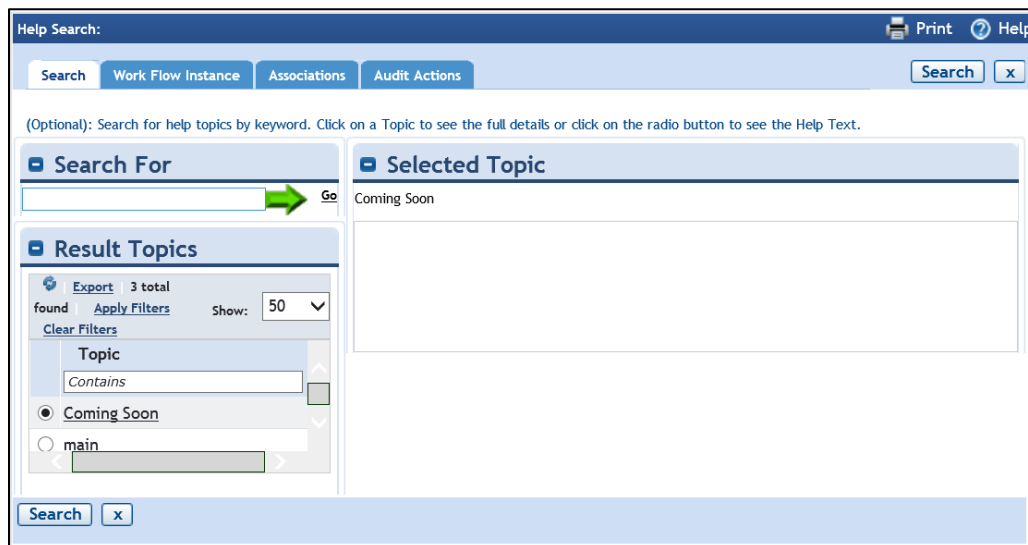 Help Search:
Print
Help
Search
Work Flow Instance
Associations
Audit Actions
Search
x
(Optional): Search for help topics by keyword. Click on a Topic to see the full details or click on the radio button to see the Help Text.
Search For
Go
Selected Topic
Coming Soon
Result Topics
Export 3 total
found Apply Filters Show: 50
Clear Filters
Topic
Contains
Coming Soon
main
Search
x